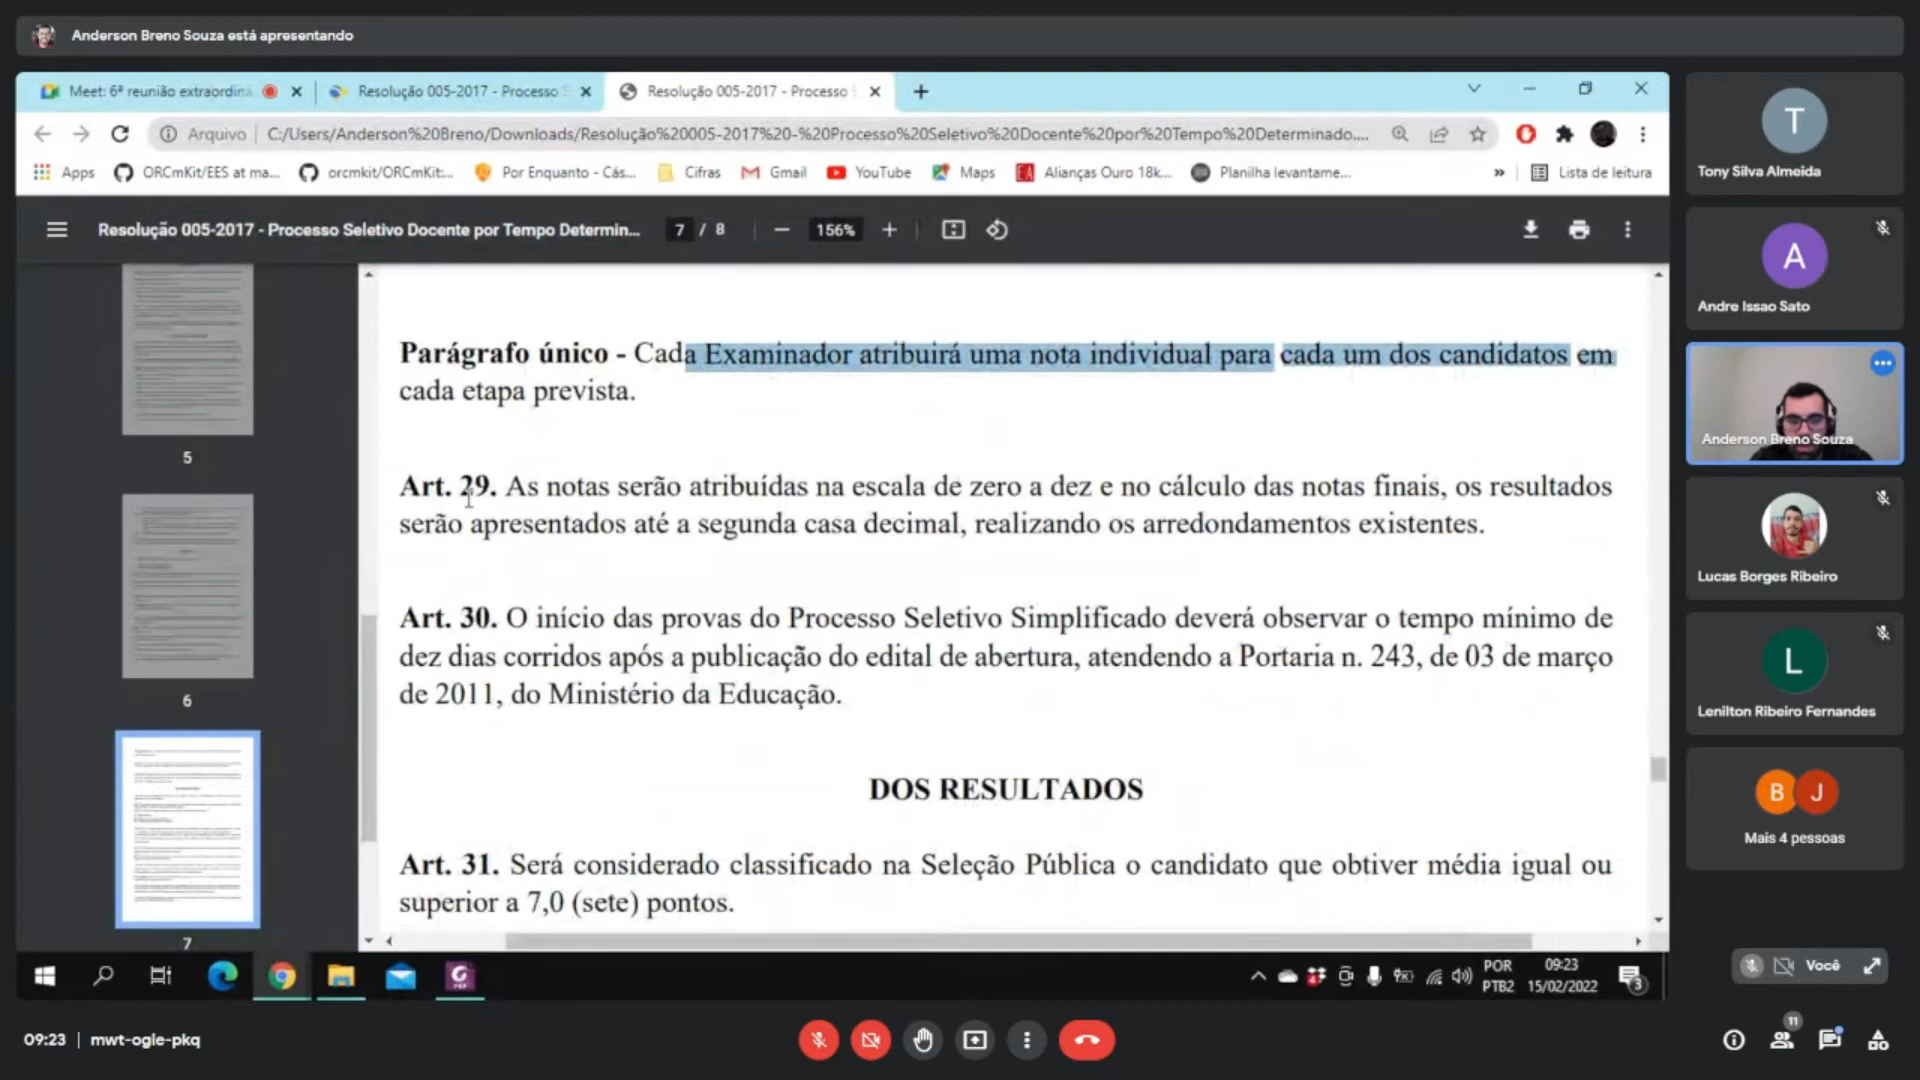 Anderson Breno Souza está apresentando
Meet: 6ª reunião extraordina
Resolução 005-2017 - Processo S
Resolução 005-2017 - Processo S
Arquivo
C:/Users/Anderson%20Breno/Downloads/Resolução%20005-2017%20-%20Processo%20Seletivo%20Docente%20por%20Tempo%20Determinado....
Apps
ORCmKit/EES at ma...
orcmkit/ORCmKit:...
Por Enquanto - Cás...
Cifras
Gmail
YouTube
Maps
Alianças Ouro 18k...
Planilha levantame...
»
Lista de leitura
Resolução 005-2017 - Processo Seletivo Docente por Tempo Determin...
7 / 8
156%
5
6
7
Parágrafo único - Cada Examinador atribuirá uma nota individual para cada um dos candidatos em
cada etapa prevista.
Art. 29. As notas serão atribuídas na escala de zero a dez e no cálculo das notas finais, os resultados
serão apresentados até a segunda casa decimal, realizando os arredondamentos existentes.
Art. 30. O início das provas do Processo Seletivo Simplificado deverá observar o tempo mínimo de
dez dias corridos após a publicação do edital de abertura, atendendo a Portaria n. 243, de 03 de março
de 2011, do Ministério da Educação.
DOS RESULTADOS
Art. 31. Será considerado classificado na Seleção Pública o candidato que obtiver média igual ou
superior a 7,0 (sete) pontos.
POR
PTB2
09:23
15/02/2022
3
T
Tony Silva Almeida
A
Andre Issao Sato
Anderson Breno Souza
Lucas Borges Ribeiro
L
Lenilton Ribeiro Fernandes
B
J
Mais 4 pessoas
Você
09:23 | mwt-ogle-pkq
11